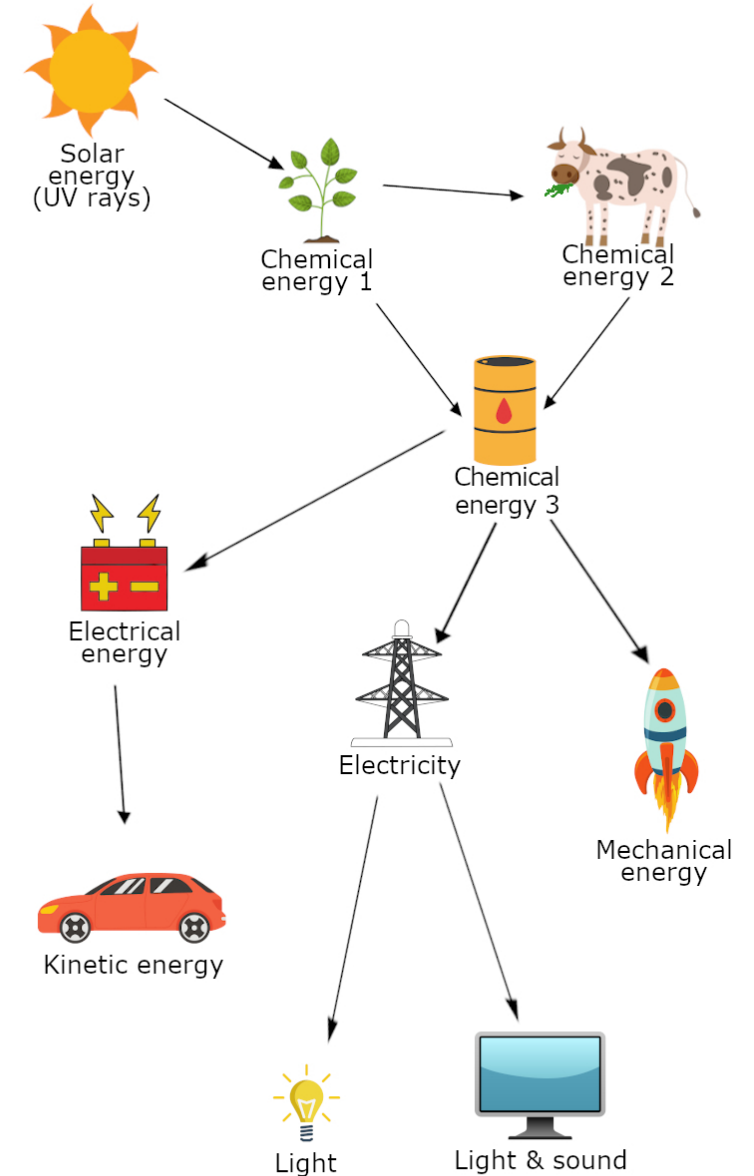 Solar
energy
(UV rays)
Chemical
energy 1
Chemical
energy 2
Chemical
energy 3
Electrical
energy
Electricity
Mechanical
energy
Kinetic energy
Light
Light & sound